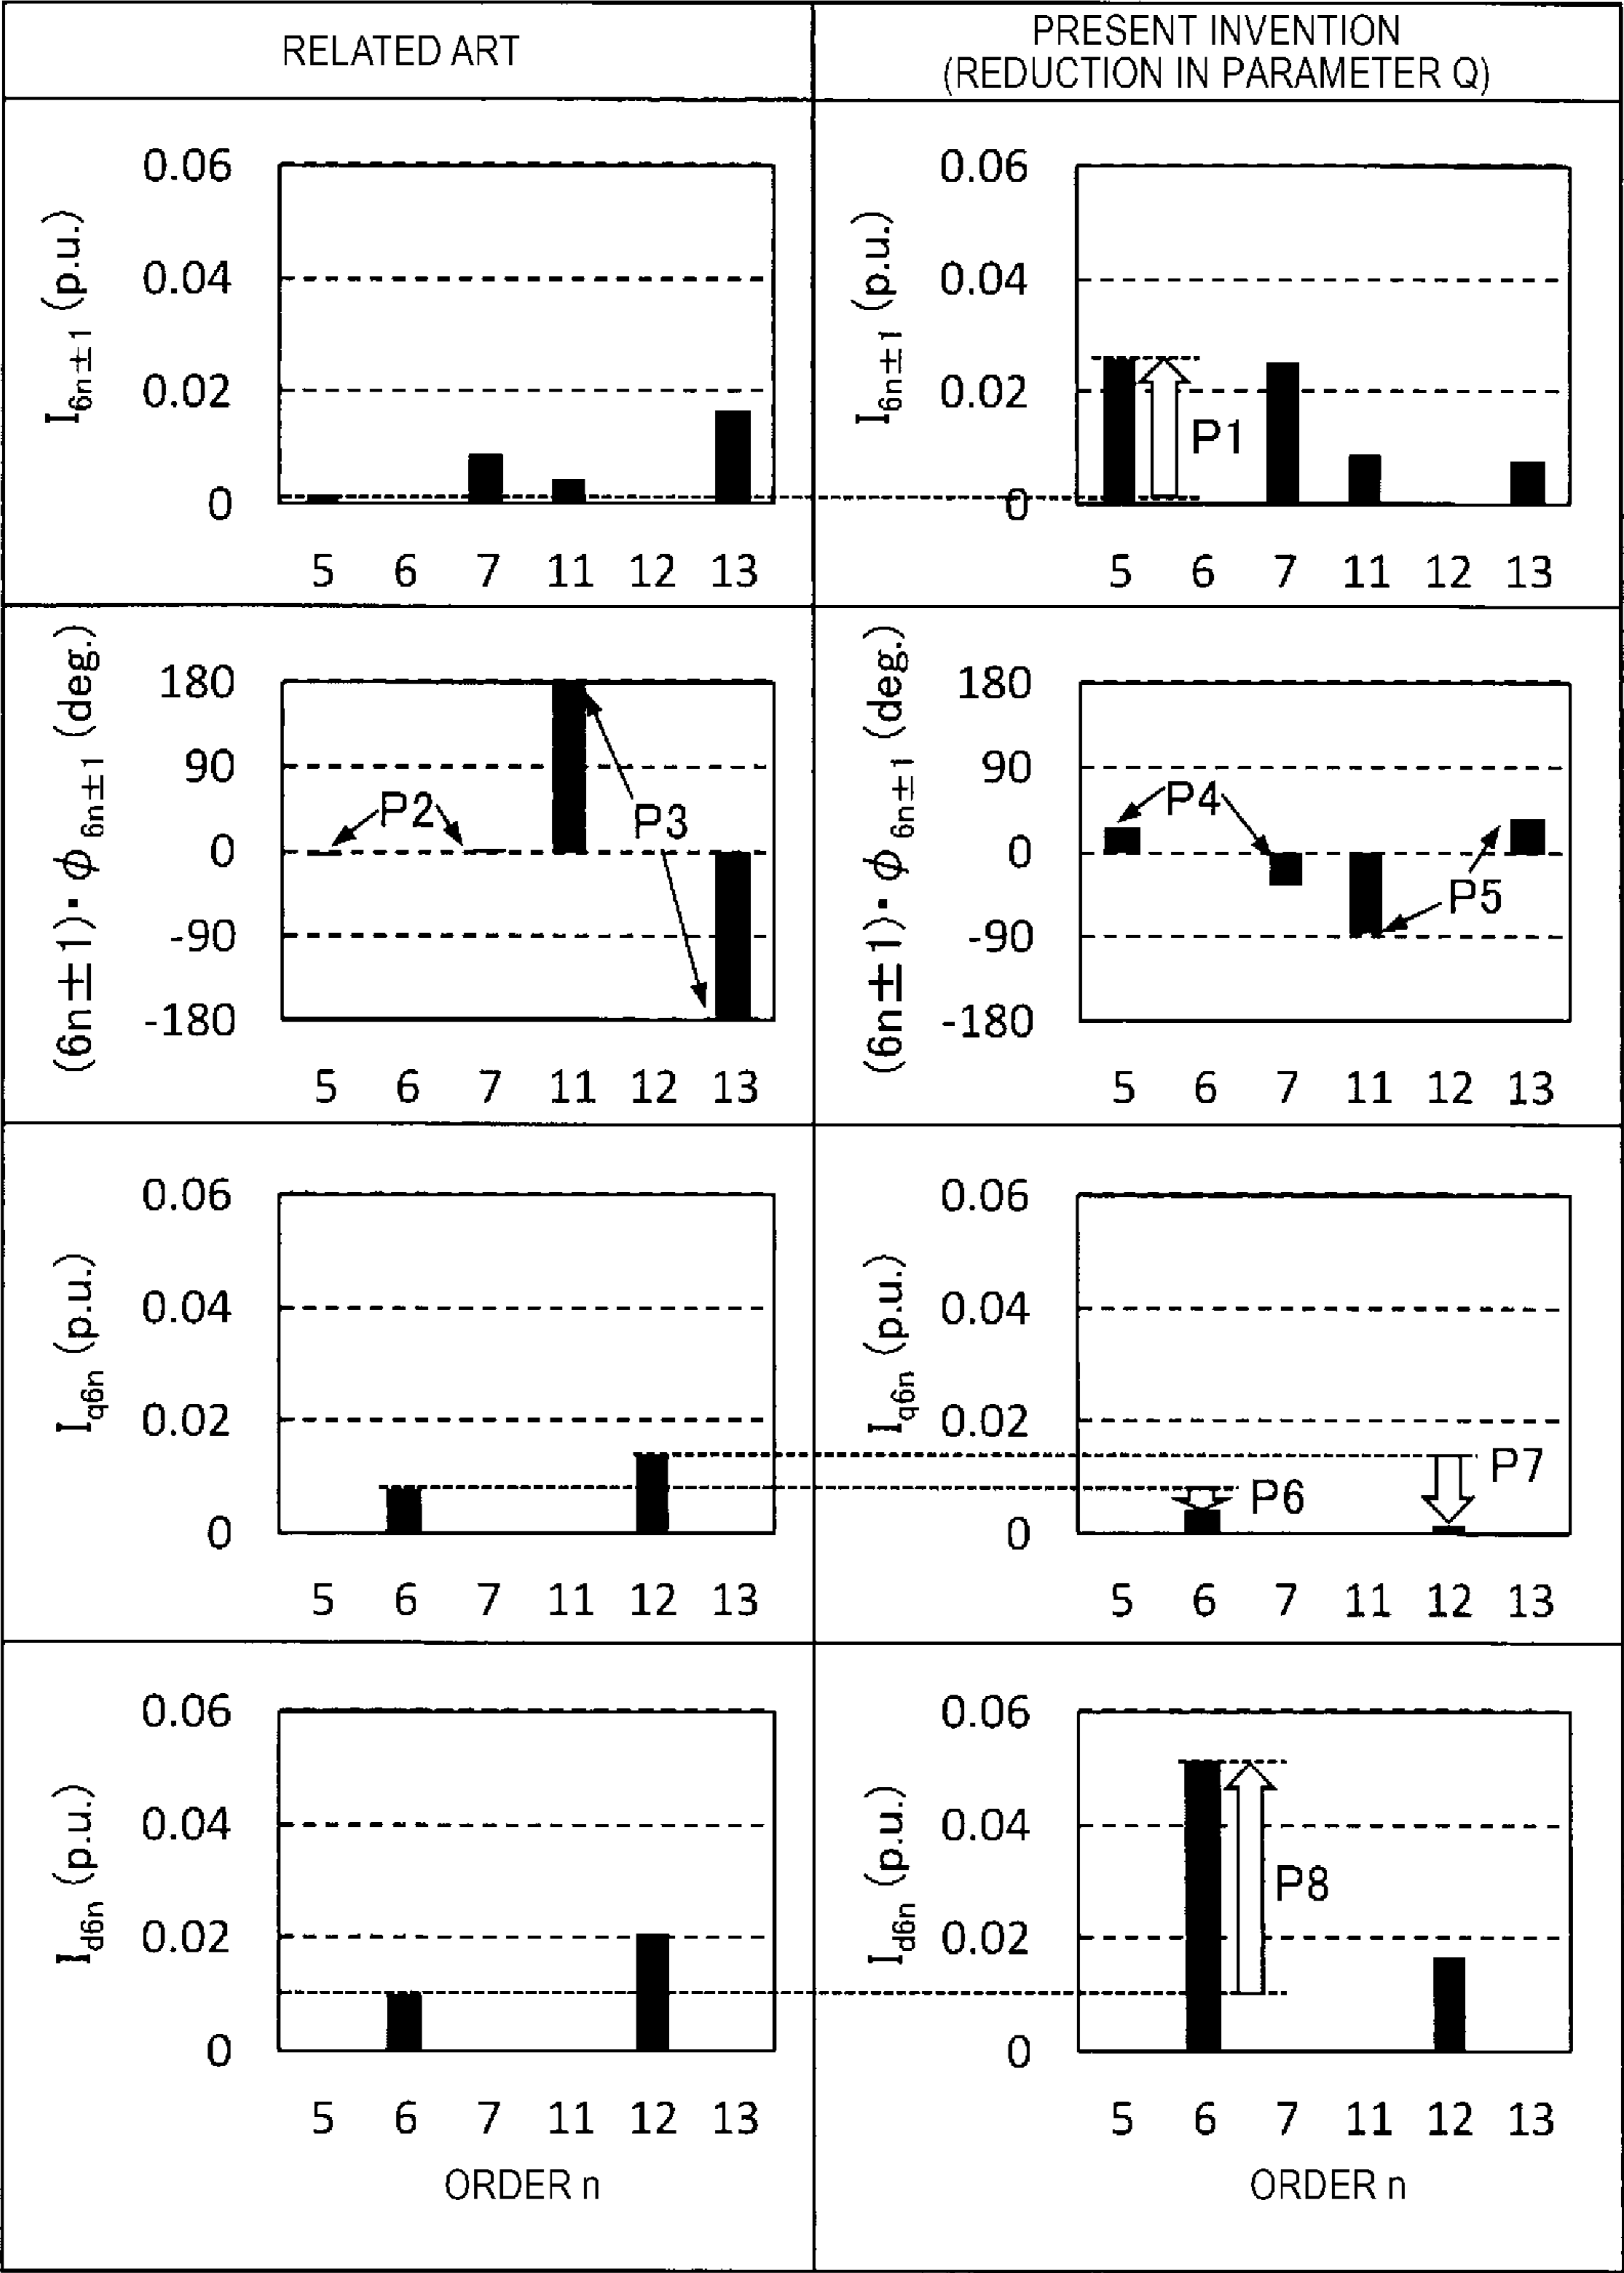 RELATED ART
PRESENT INVENTION
(REDUCTION IN PARAMETER Q)
I6n±1 (p.u.)
0.06
0.04
0.02
0
5 6 7 11 12 13
I6n±1 (p.u.)
0.06
0.04
0.02
0
P1
5 6 7 11 12 13
(6n±1)・ϕ6n±1 (deg.)
180
90
0
-90
-180
P2
P3
5 6 7 11 12 13
(6n±1)・ϕ6n±1 (deg.)
180
90
0
-90
-180
P4
P5
5 6 7 11 12 13
Iq6n (p.u.)
0.06
0.04
0.02
0
5 6 7 11 12 13
Iq6n (p.u.)
0.06
0.04
0.02
0
P7
P6
5 6 7 11 12 13
Id6n (p.u.)
0.06
0.04
0.02
0
5 6 7 11 12 13
ORDER n
Id6n (p.u.)
0.06
0.04
0.02
0
P8
5 6 7 11 12 13
ORDER n